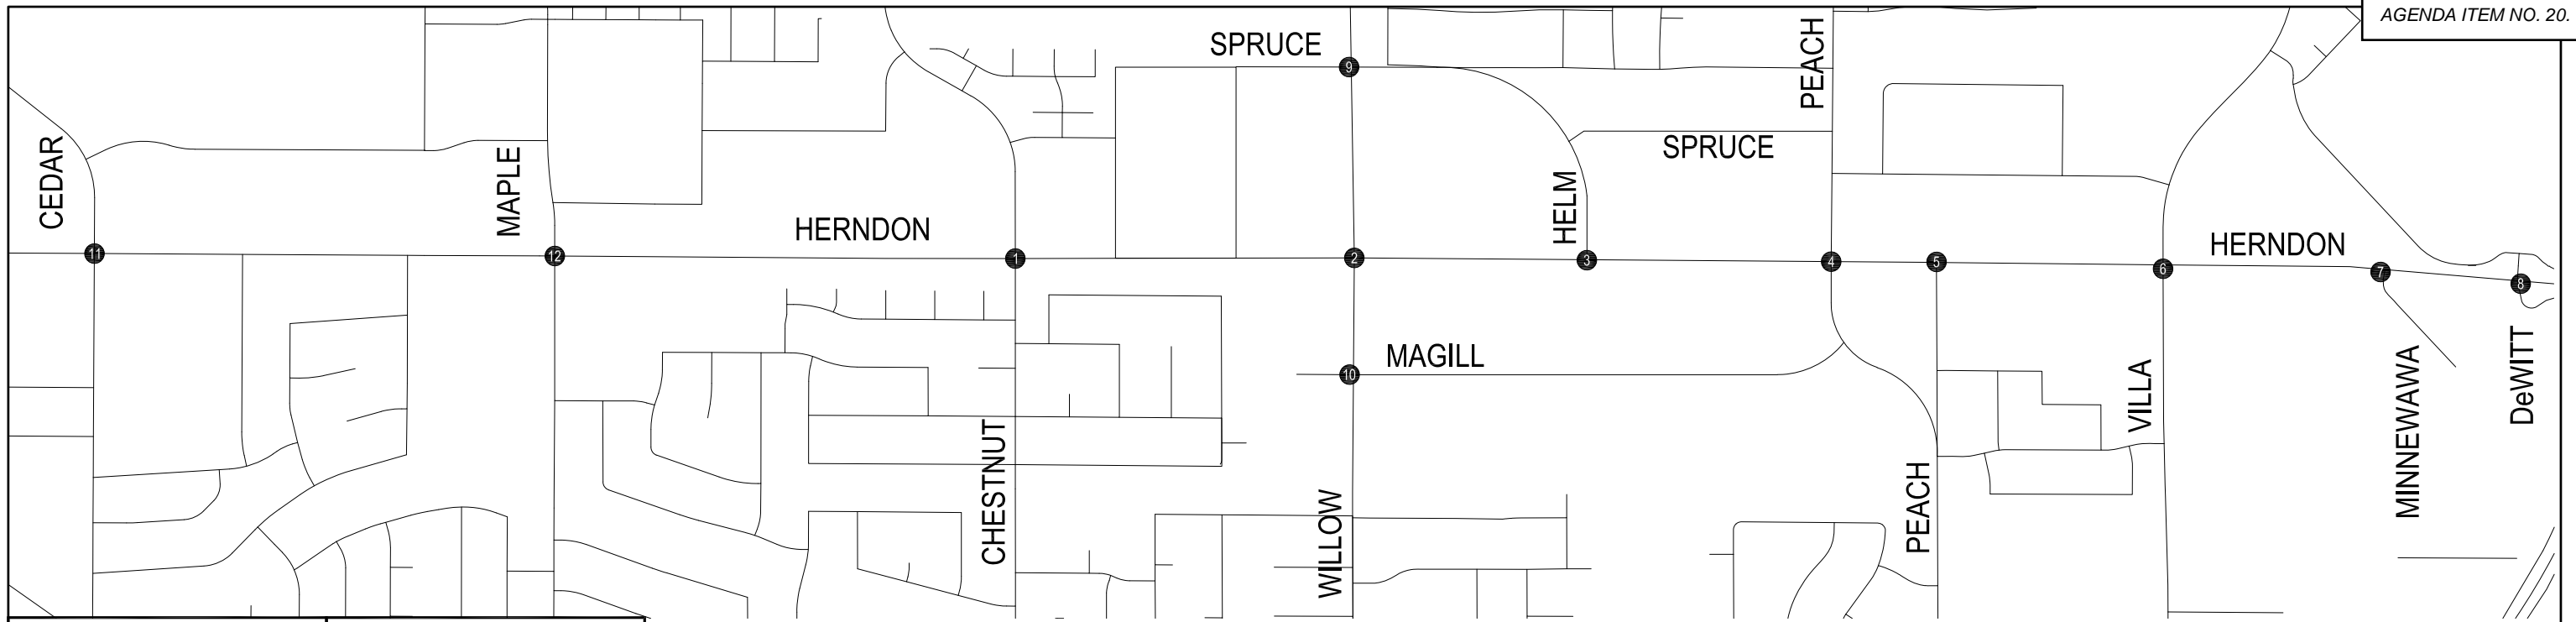 AGENDA ITEM NO. 20.
SPRUCE
PEACH
9
CEDAR
MAPLE
SPRUCE
HELM
HERNDON
HERNDON
11
12
1
2
3
4
5
6
7
8
MAGILL
10
CHESTNUT
WILLOW
PEACH
VILLA
MINNEWAWA
DeWITT